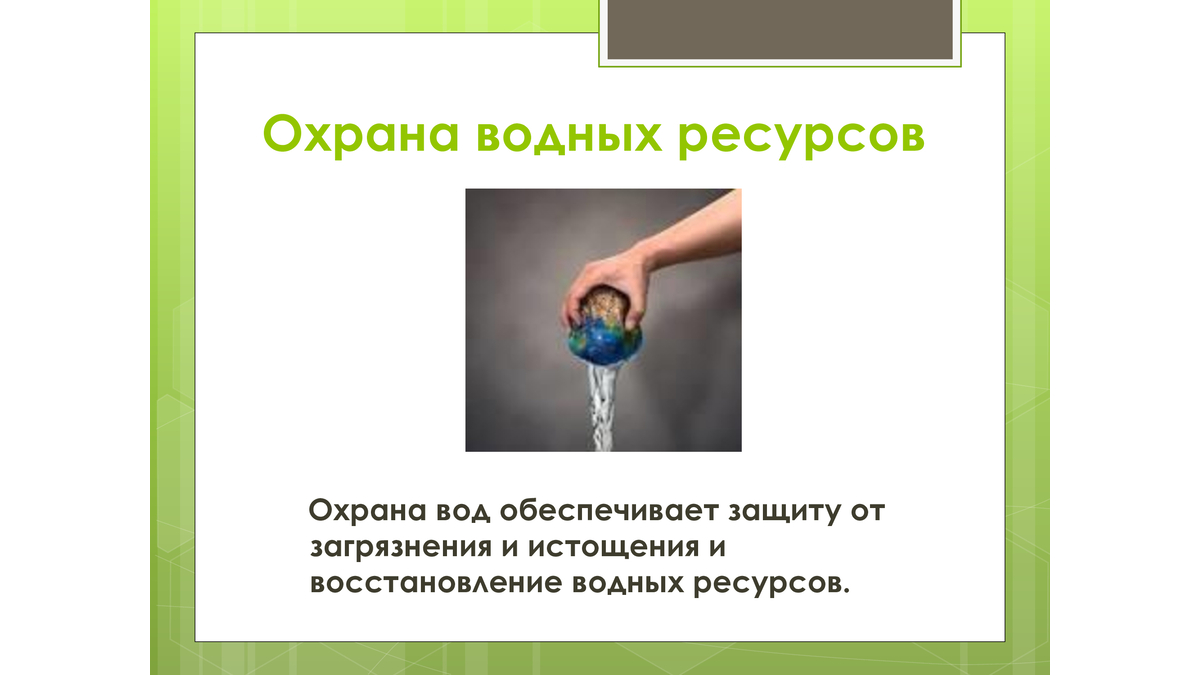 Охрана водных ресурсов
Охрана вод обеспечивает защиту от
загрязнения и истощения и
восстановление водных ресурсов.